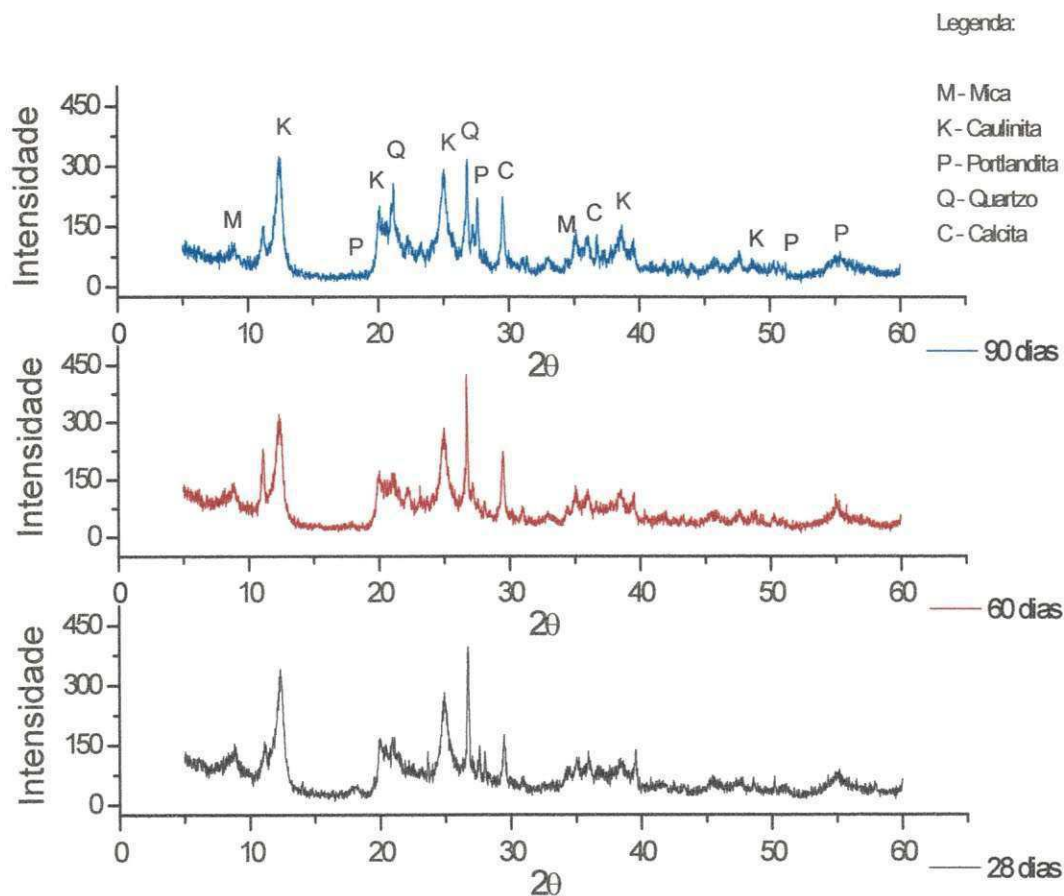 Legenda:
M - Mica
K - Caulinita
P - Portlandita
Q - Quartzo
C - Calcita
Intensidade
450
300
150
0
M K P K Q K Q P C M C K K P P
0 10 20 30 40 50 60
2θ
90 dias
Intensidade
450
300
150
0
0 10 20 30 40 50 60
2θ
60 dias
Intensidade
450
300
150
0
0 10 20 30 40 50 60
2θ
28 dias